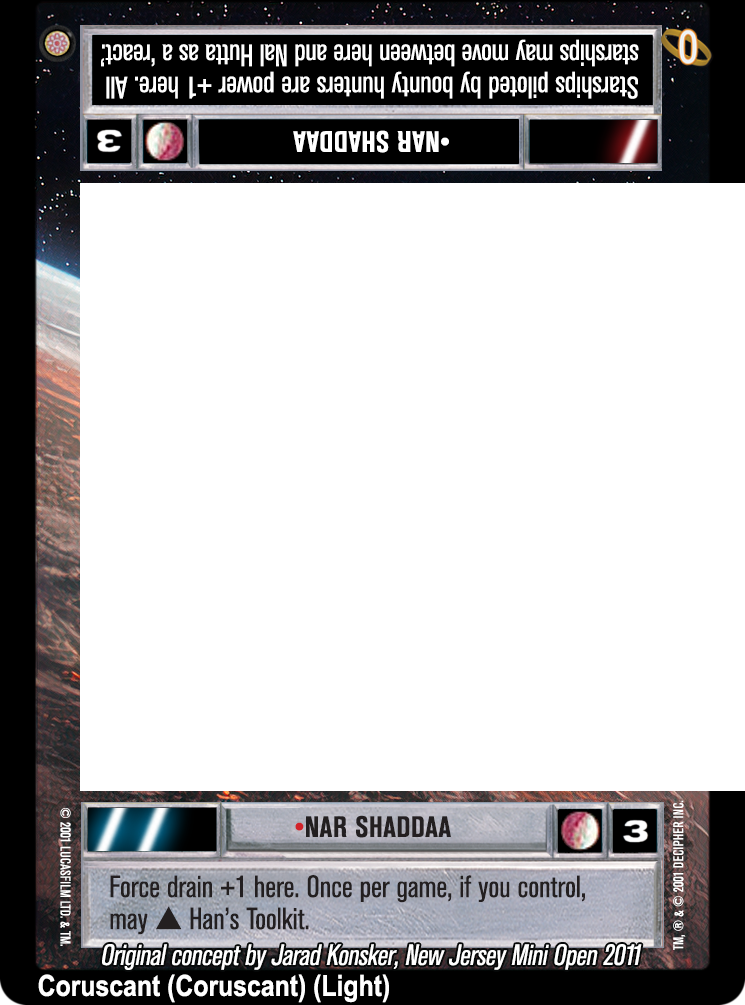 0
Starships piloted by bounty hunters are power +1 here. All
starships may move between here and Nal Hutta as a 'react'.
•NAR SHADDAA
3
•NAR SHADDAA
3
Force drain +1 here. Once per game, if you control,
may ▲ Han's Toolkit.
© 2001 LUCASFILM LTD. & TM.
TM, ® & © 2001 DECIPHER INC.
Original concept by Jarad Konsker, New Jersey Mini Open 2011
Coruscant (Coruscant) (Light)